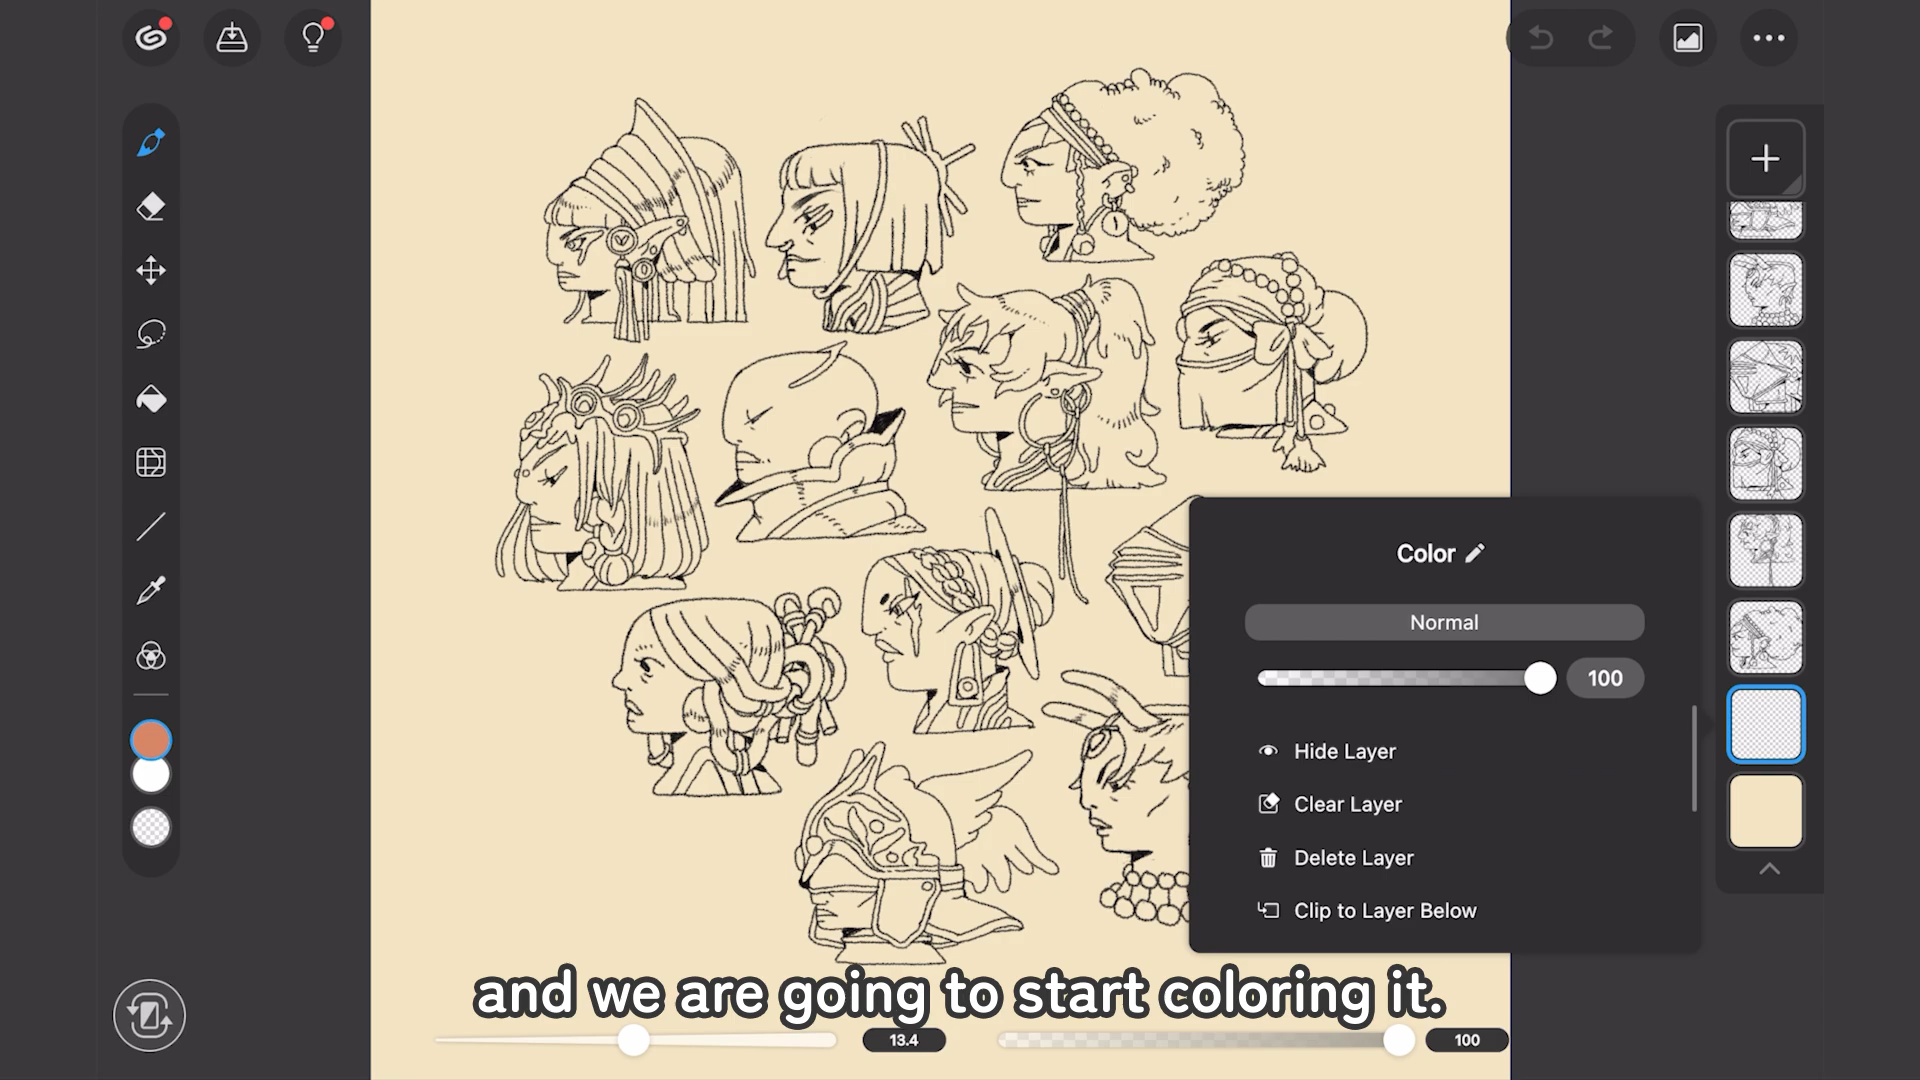 Color
Normal
100
Hide Layer
Clear Layer
Delete Layer
Clip to Layer Below
and we are going to start coloring it.
13.4
100